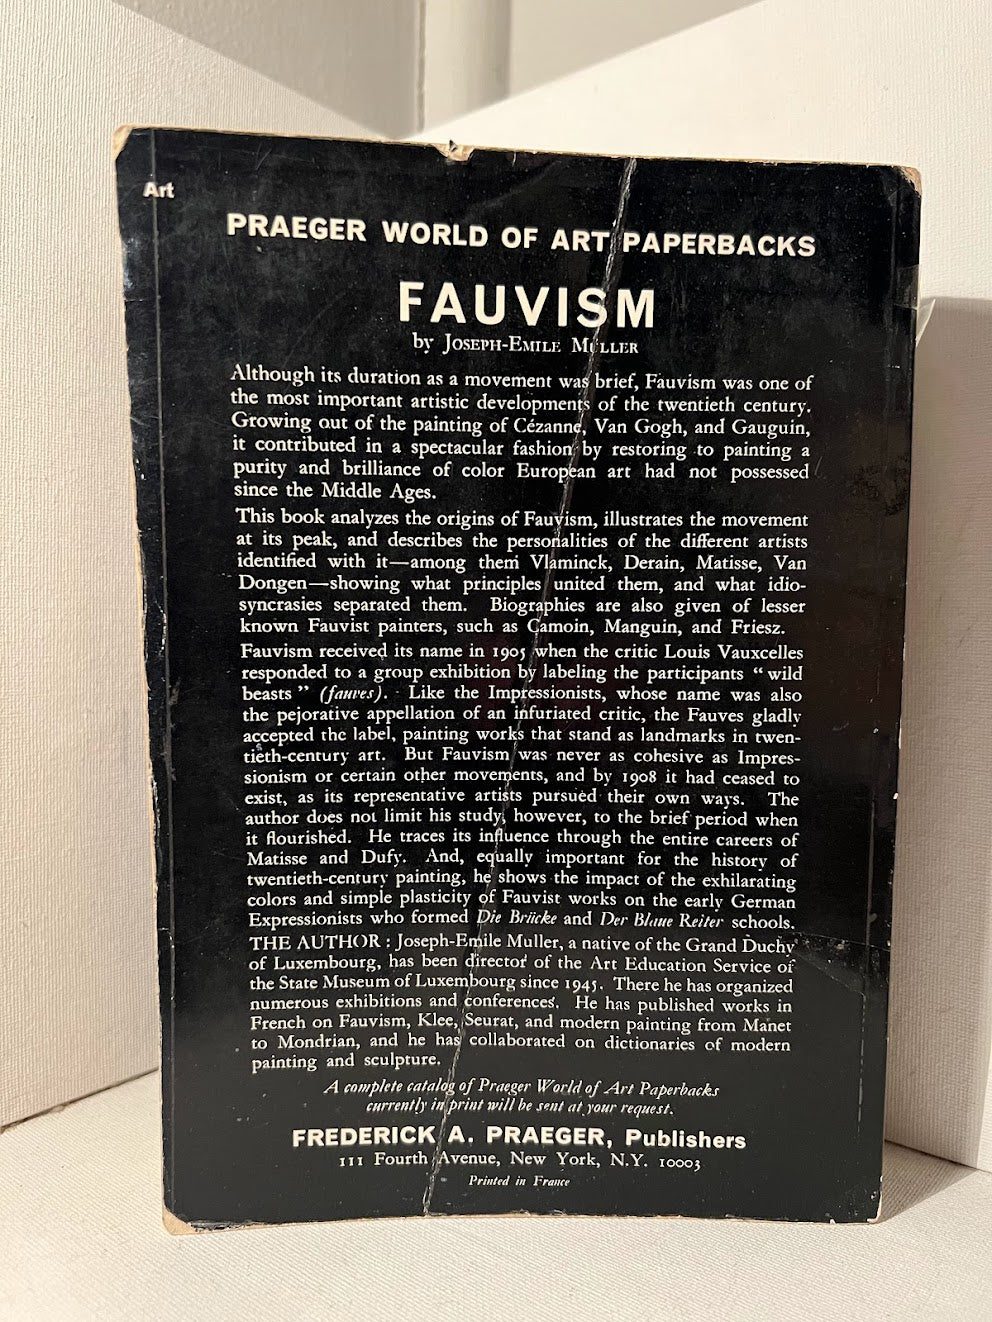 Art
PRAEGER WORLD OF ART PAPERBACKS
FAUVISM
by JOSEPH-EMILE MULLER
Although its duration as a movement was brief, Fauvism was one of
the most important artistic developments of the twentieth century.
Growing out of the painting of Cézanne, Van Gogh, and Gauguin,
it contributed in a spectacular fashion by restoring to painting a
purity and brilliance of color European art had not possessed
since the Middle Ages.
This book analyzes the origins of Fauvism, illustrates the movement
at its peak, and describes the personalities of the different artists
identified with it—among them Vlaminck, Derain, Matisse, Van
Dongen—showing what principles united them, and what idio-
syncrasies separated them. Biographies are also given of lesser
known Fauvist painters, such as Camoin, Manguin, and Friesz.
Fauvism received its name in 1905 when the critic Louis Vauxcelles
responded to a group exhibition by labeling the participants “ wild
beasts ” (fauves). Like the Impressionists, whose name was also
the pejorative appellation of an infuriated critic, the Fauves gladly
accepted the label, painting works that stand as landmarks in twen-
tieth-century art. But Fauvism was never as cohesive as Impres-
sionism or certain other movements, and by 1908 it had ceased to
exist, as its representative artists pursued their own ways. The
author does not limit his study, however, to the brief period when
it flourished. He traces its influence through the entire careers of
Matisse and Dufy. And, equally important for the history of
twentieth-century painting, he shows the impact of the exhilarating
colors and simple plasticity of Fauvist works on the early German
Expressionists who formed Die Brücke and Der Blaue Reiter schools.
THE AUTHOR : Joseph-Emile Muller, a native of the Grand Duchy
of Luxembourg, has been director of the Art Education Service of
the State Museum of Luxembourg since 1945. There he has organized
numerous exhibitions and conferences. He has published works in
French on Fauvism, Klee, Seurat, and modern painting from Manet
to Mondrian, and he has collaborated on dictionaries of modern
painting and sculpture.
A complete catalog of Praeger World of Art Paperbacks
currently in print will be sent at your request.
FREDERICK A. PRAEGER, Publishers
111 Fourth Avenue, New York, N.Y. 10003
Printed in France